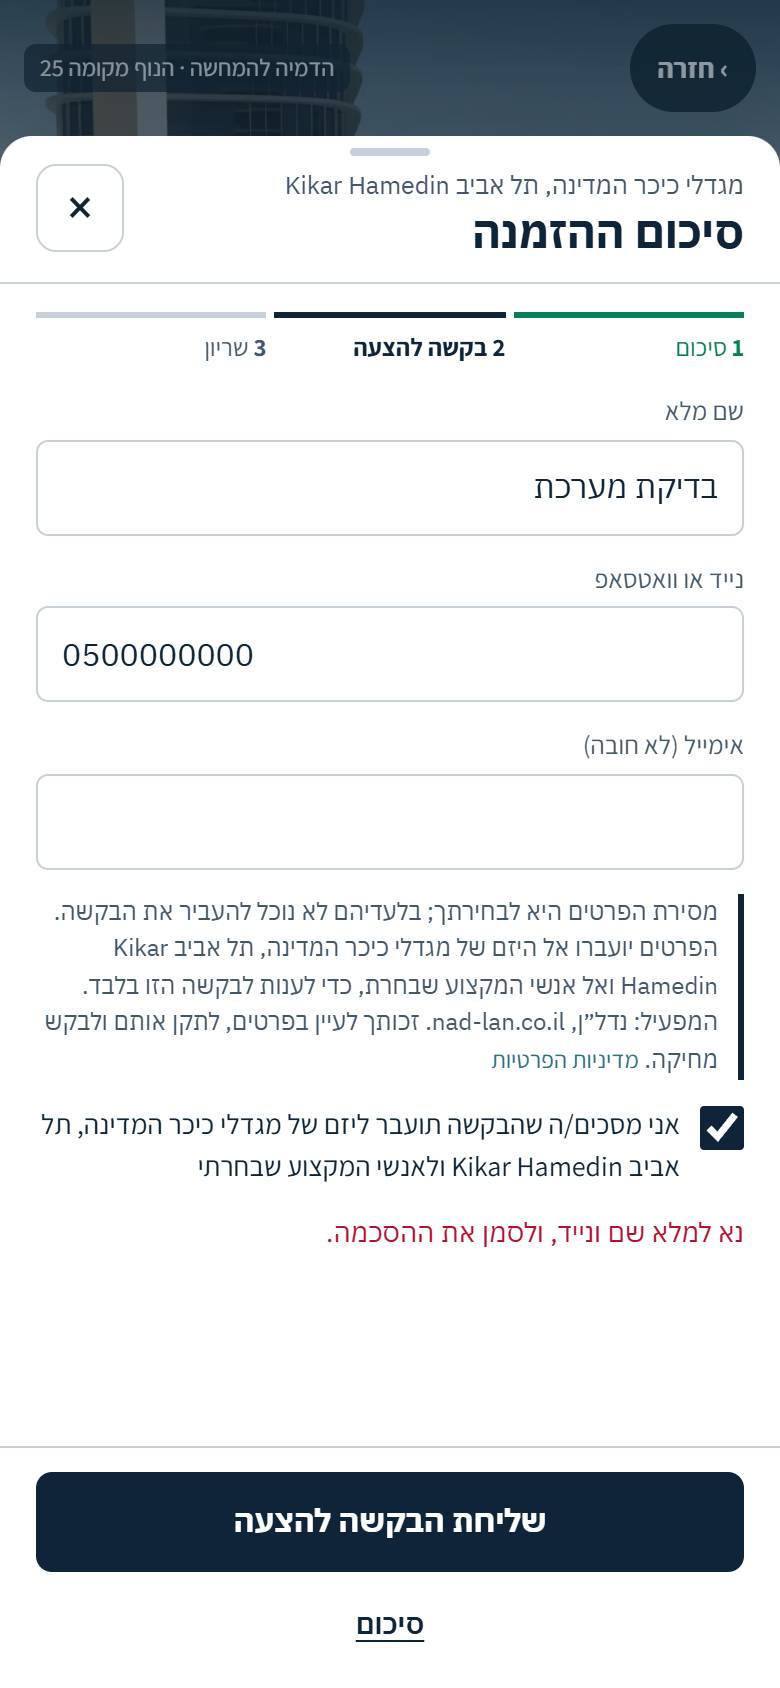 › חזרה
הדמיה להמחשה · הנוף מקומה 25
מגדלי כיכר המדינה, תל אביב Kikar Hamedin
סיכום ההזמנה
×
1 סיכום
2 בקשה להצעה
3 שריון
שם מלא
בדיקת מערכת
נייד או וואטסאפ
0500000000
אימייל (לא חובה)
מסירת הפרטים היא לבחירתך; בלעדיהם לא נוכל להעביר את הבקשה.
הפרטים יועברו אל היזם של מגדלי כיכר המדינה, תל אביב Kikar
Hamedin ואל אנשי המקצוע שבחרת, כדי לענות לבקשה הזו בלבד.
המפעיל: נדל״ן, nad-lan.co.il. זכותך לעיין בפרטים, לתקן אותם ולבקש
מחיקה. מדיניות הפרטיות
אני מסכים/ה שהבקשה תועבר ליזם של מגדלי כיכר המדינה, תל
אביב Kikar Hamedin ולאנשי המקצוע שבחרתי
נא למלא שם ונייד, ולסמן את ההסכמה.
שליחת הבקשה להצעה
סיכום